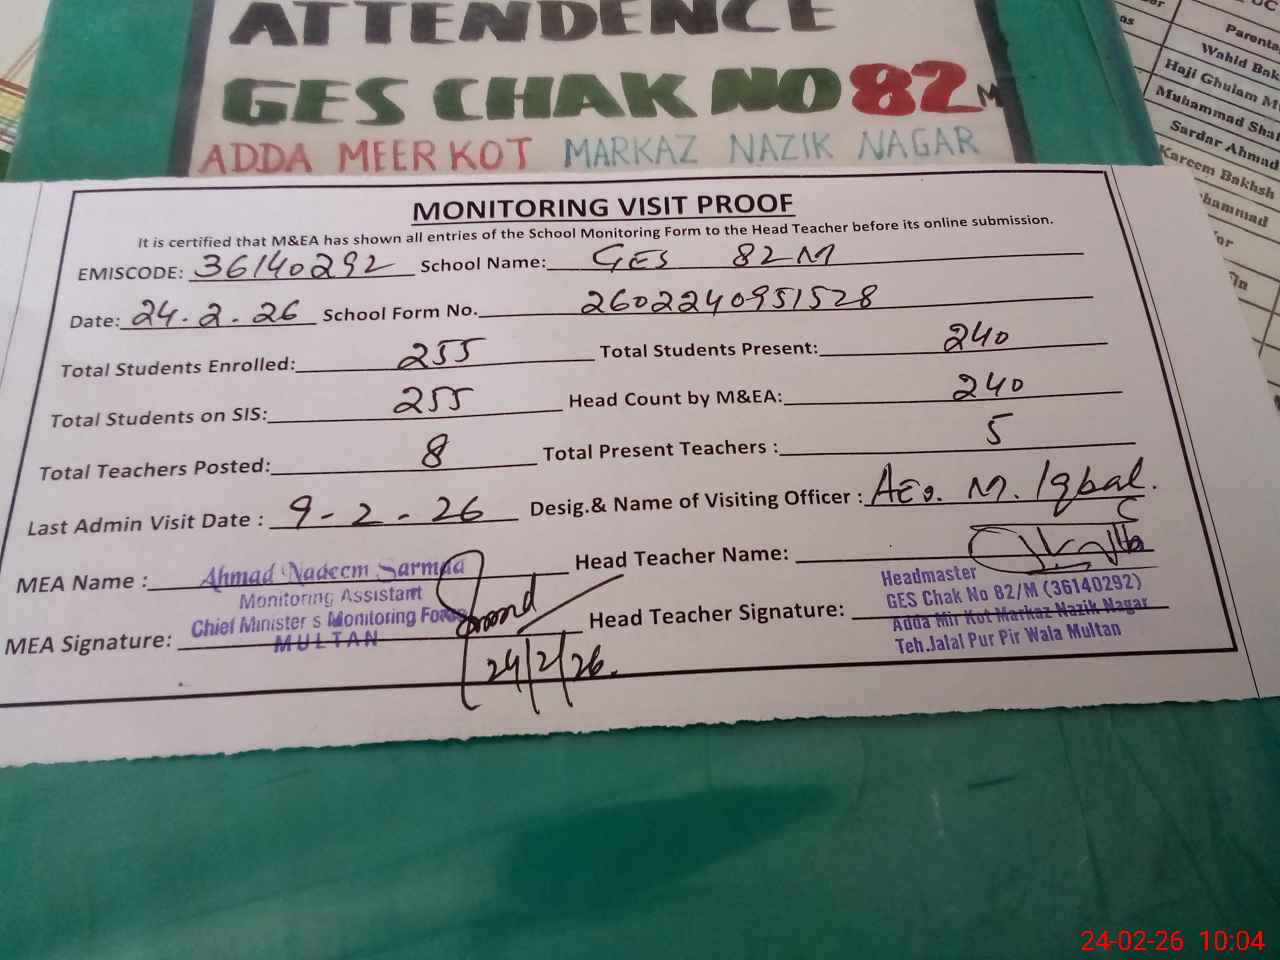 ATTENDENCE
GES CHAK NO 82 M
ADDA MEER KOT MARKAZ NAZIK NAGAR
MONITORING VISIT PROOF
It is certified that M&EA has shown all entries of the School Monitoring Form to the Head Teacher before its online submission.
EMISCODE: 36140292 School Name: GES 82M
Date: 24.2.26 School Form No. 2602240951528
Total Students Enrolled: 255 Total Students Present: 240
Total Students on SIS: 255 Head Count by M&EA: 240
Total Teachers Posted: 8 Total Present Teachers : 5
Last Admin Visit Date : 9-2-26 Desig.& Name of Visiting Officer : AEo. M. Iqbal.
MEA Name : Ahmad Nadeem Sarmaa Head Teacher Name:
Monitoring Assistant
Chief Minister s Monitoring Force
MULTAN
MEA Signature: Head Teacher Signature:
24/2/26.
Headmaster
GES Chak No 82/M (36140292)
Adda Mir Kot Markaz Nazik Nagar
Teh.Jalal Pur Pir Wala Multan
UC
Parenta
Wahid Bak
Haji Ghulam M
Muhammad Sha
Sardar Ahmad
Kareem Bakhsh
hammad
24-02-26 10:04